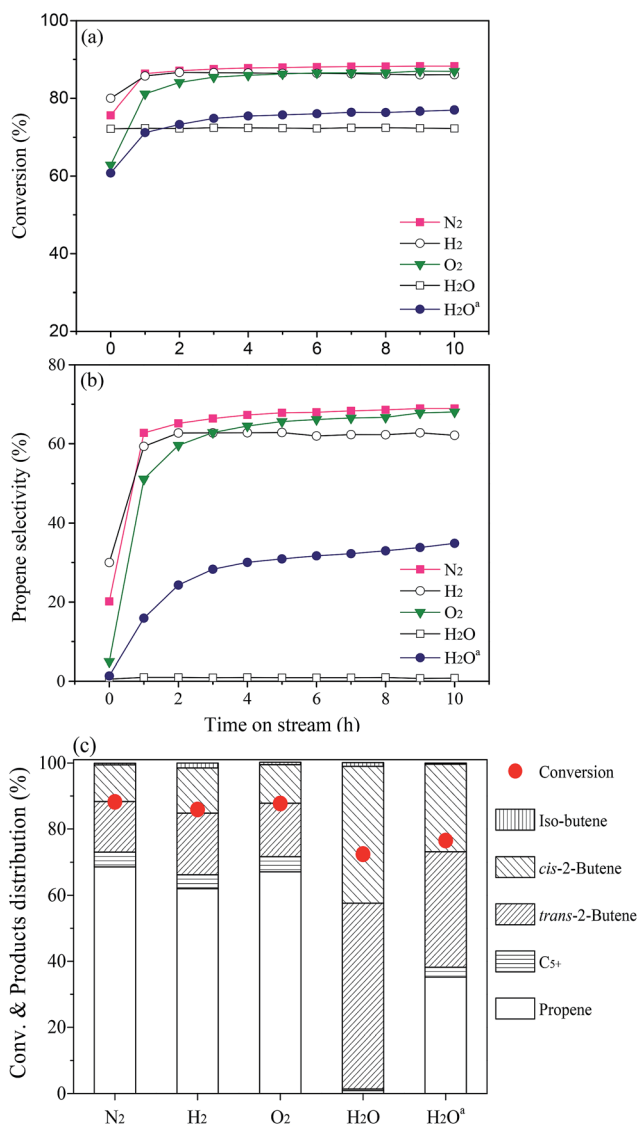 (a)
Conversion (%)
100
80
60
40
20
N₂
H₂
O₂
H₂O
H₂Oᵃ
0 2 4 6 8 10
(b)
Propene selectivity (%)
80
60
40
20
0
N₂
H₂
O₂
H₂O
H₂Oᵃ
0 2 4 6 8 10
Time on stream (h)
(c)
Conv. & Products distribution (%)
100
80
60
40
20
0
Conversion
Iso-butene
cis-2-Butene
trans-2-Butene
C₅₊
Propene
N₂ H₂ O₂ H₂O H₂Oᵃ